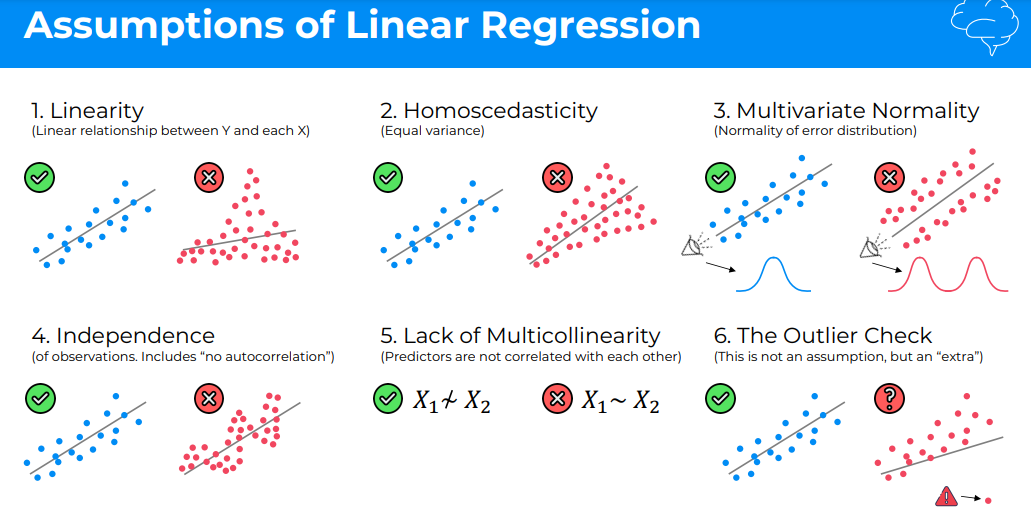 Assumptions of Linear Regression
1. Linearity
(Linear relationship between Y and each X)
2. Homoscedasticity
(Equal variance)
3. Multivariate Normality
(Normality of error distribution)
4. Independence
(of observations. Includes “no autocorrelation”)
5. Lack of Multicollinearity
(Predictors are not correlated with each other)
X₁ ≁ X₂
X₁ ~ X₂
6. The Outlier Check
(This is not an assumption, but an “extra”)
?
!